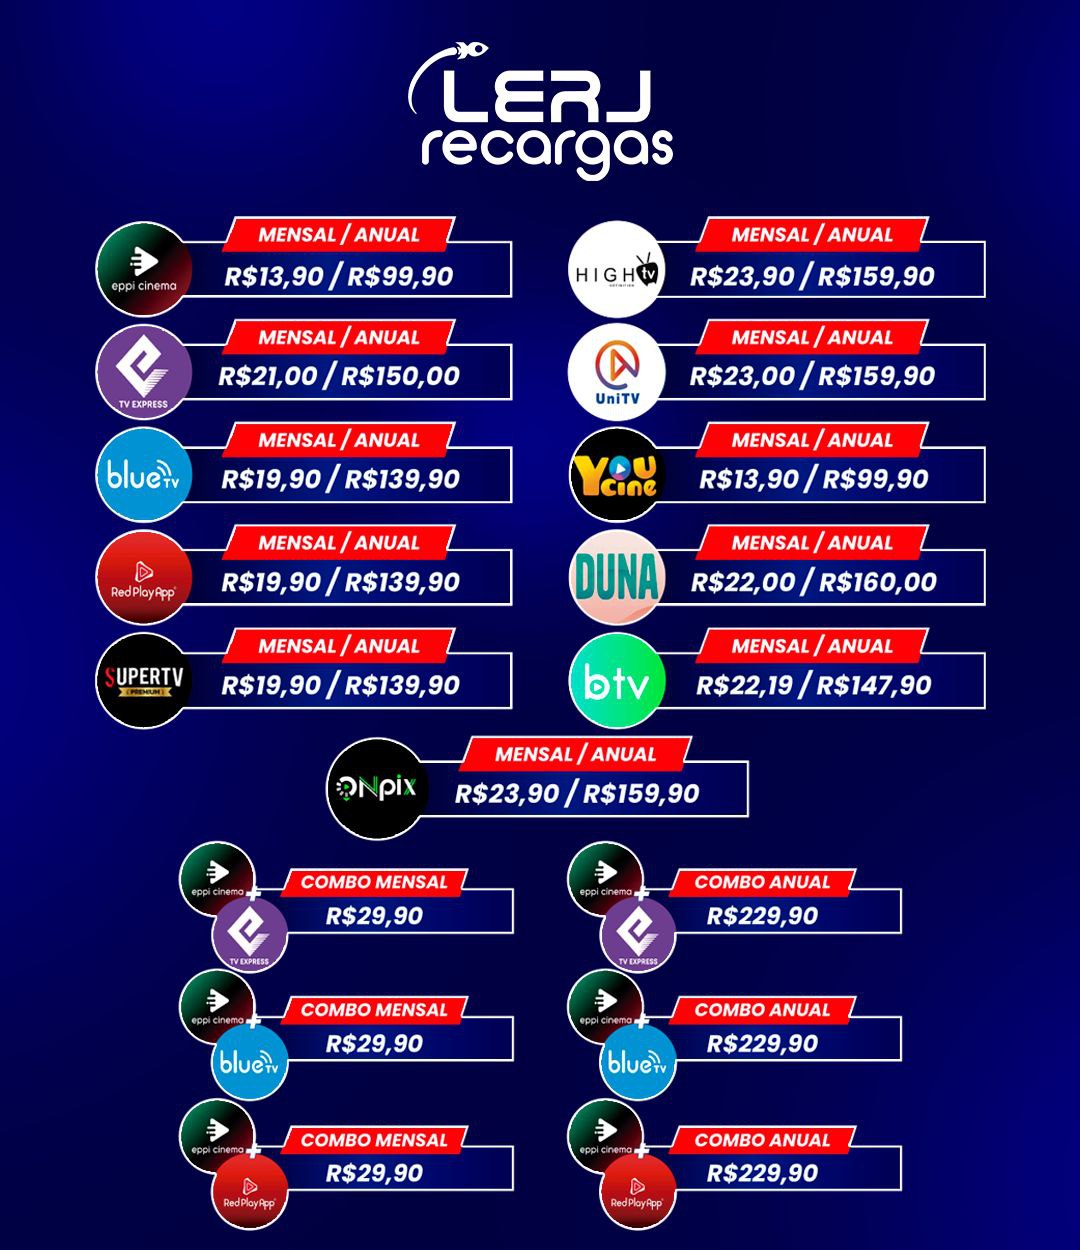 LERJ
recargas
MENSAL / ANUAL
eppi cinema
R$13,90 / R$99,90
MENSAL / ANUAL
HIGH tv
DEFINITION
R$23,90 / R$159,90
MENSAL / ANUAL
TV EXPRESS
R$21,00 / R$150,00
MENSAL / ANUAL
UniTV
R$23,00 / R$159,90
MENSAL / ANUAL
blueTV
R$19,90 / R$139,90
MENSAL / ANUAL
YOU
Cine
R$13,90 / R$99,90
MENSAL / ANUAL
Red Play App
R$19,90 / R$139,90
MENSAL / ANUAL
DUNA
R$22,00 / R$160,00
MENSAL / ANUAL
SUPERTV
PREMIUM
R$19,90 / R$139,90
MENSAL / ANUAL
btv
R$22,19 / R$147,90
MENSAL / ANUAL
ONpix
R$23,90 / R$159,90
eppi cinema +
TV EXPRESS
COMBO MENSAL
R$29,90
eppi cinema +
TV EXPRESS
COMBO ANUAL
R$229,90
eppi cinema +
blueTV
COMBO MENSAL
R$29,90
eppi cinema +
blueTV
COMBO ANUAL
R$229,90
eppi cinema +
Red Play App
COMBO MENSAL
R$29,90
eppi cinema +
Red Play App
COMBO ANUAL
R$229,90